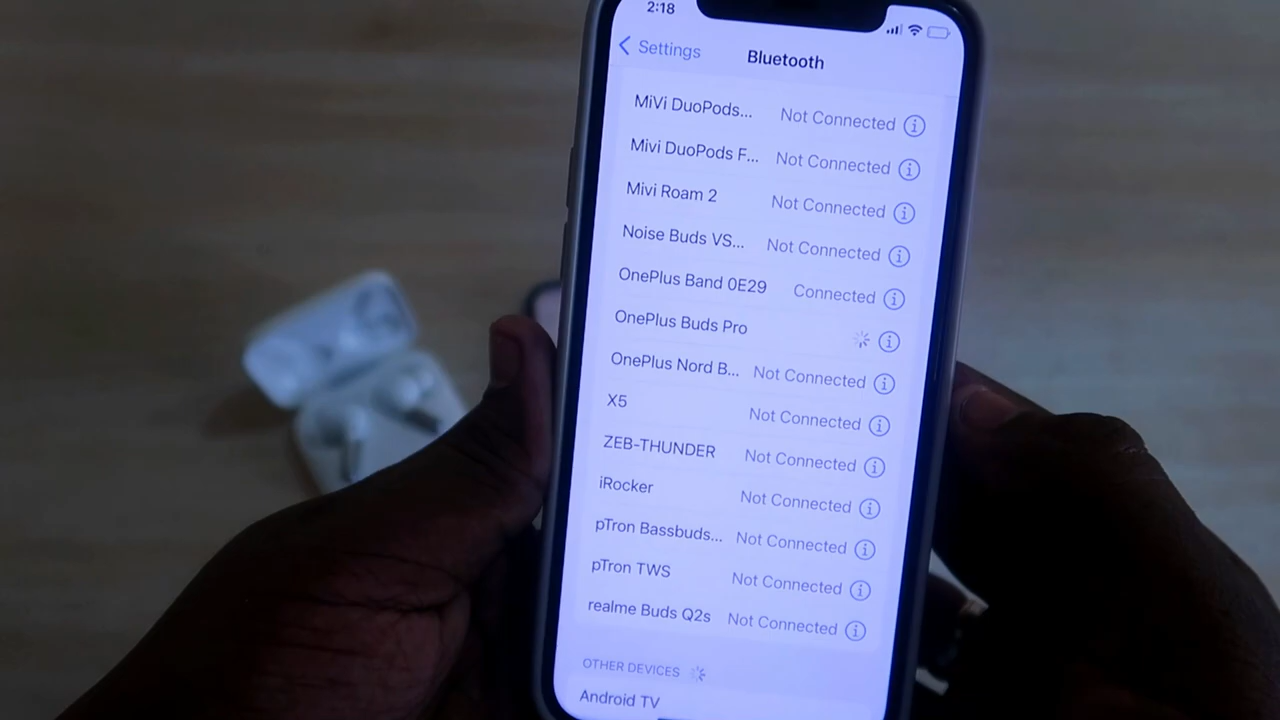 2:18
Settings
Bluetooth
MiVi DuoPods... Not Connected
Mivi DuoPods F... Not Connected
Mivi Roam 2 Not Connected
Noise Buds VS... Not Connected
OnePlus Band 0E29 Connected
OnePlus Buds Pro
OnePlus Nord B... Not Connected
X5 Not Connected
ZEB-THUNDER Not Connected
iRocker Not Connected
pTron Bassbuds... Not Connected
pTron TWS Not Connected
realme Buds Q2s Not Connected
OTHER DEVICES
Android TV